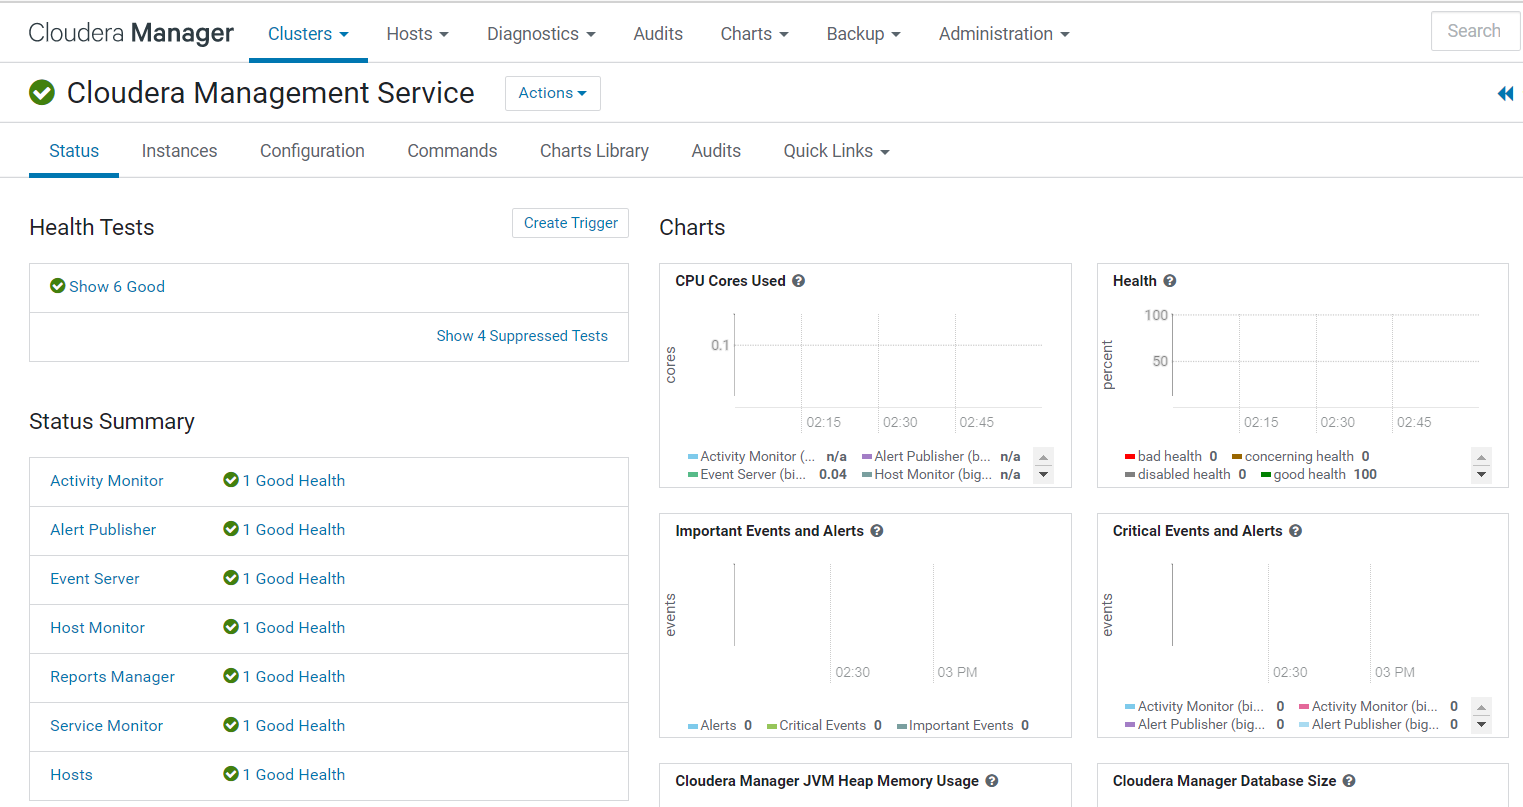 Cloudera Manager Clusters Hosts Diagnostics Audits Charts Backup Administration Search
Cloudera Management Service Actions
Status Instances Configuration Commands Charts Library Audits Quick Links
Health Tests Create Trigger
Show 6 Good
Show 4 Suppressed Tests
Status Summary
Activity Monitor 1 Good Health
Alert Publisher 1 Good Health
Event Server 1 Good Health
Host Monitor 1 Good Health
Reports Manager 1 Good Health
Service Monitor 1 Good Health
Hosts 1 Good Health
Charts
CPU Cores Used
cores
0.1
02:15 02:30 02:45
Activity Monitor (... n/a Alert Publisher (b... n/a
Event Server (bi... 0.04 Host Monitor (big... n/a
Health
percent
100
50
02:15 02:30 02:45
bad health 0 concerning health 0
disabled health 0 good health 100
Important Events and Alerts
events
02:30 03 PM
Alerts 0 Critical Events 0 Important Events 0
Critical Events and Alerts
events
02:30 03 PM
Activity Monitor (bi... 0 Activity Monitor (bi... 0
Alert Publisher (big... 0 Alert Publisher (big... 0
Cloudera Manager JVM Heap Memory Usage
Cloudera Manager Database Size